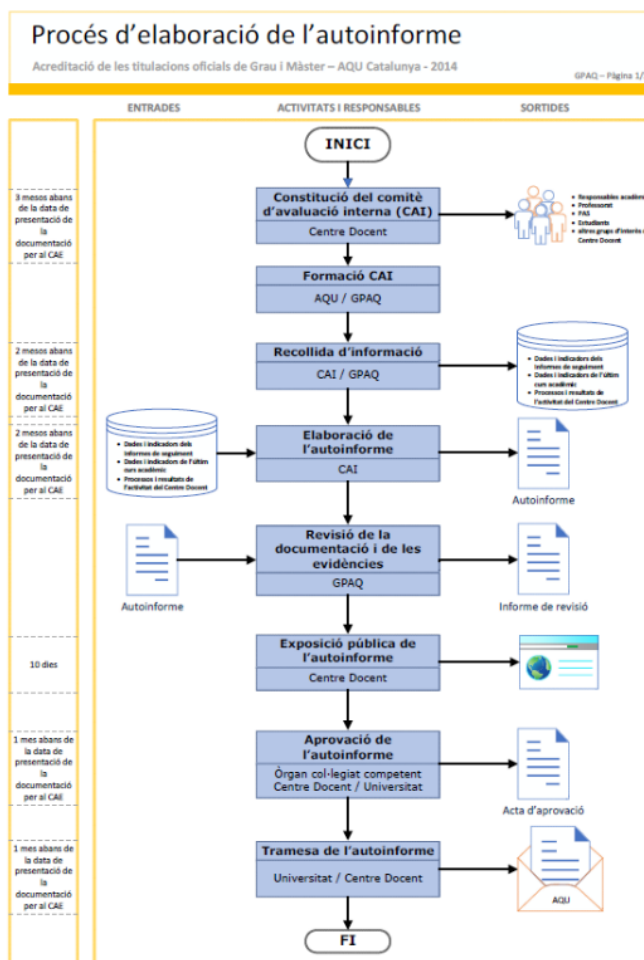 Procés d'elaboració de l'autoinforme
Acreditació de les titulacions oficials de Grau i Màster – AQU Catalunya - 2014
GPAQ – Pàgina 1/
ENTRADES
ACTIVITATS I RESPONSABLES
SORTIDES
INICI
3 mesos abans
de la data de
presentació de
la
documentació
per al CAE
Constitució del comitè
d'avaluació interna (CAI)
Centre Docent
• Responsables acadèm
• Professorat
• PAS
• Estudiants
• altres grups d'interès
Centre Docent
Formació CAI
AQU / GPAQ
2 mesos abans
de la data de
presentació de
la
documentació
per al CAE
Recollida d'informació
CAI / GPAQ
• Dades i indicadors dels
informes de seguiment
• Dades i indicadors de l'últim
curs acadèmic
• Processos i resultats de
l'activitat del Centre Docent
2 mesos abans
de la data de
presentació de
la
documentació
per al CAE
• Dades i indicadors dels
informes de seguiment
• Dades i indicadors de l'últim
curs acadèmic
• Processos i resultats de
l'activitat del Centre Docent
Elaboració de
l'autoinforme
CAI
Autoinforme
Autoinforme
Revisió de la
documentació i de les
evidències
GPAQ
Informe de revisió
10 dies
Exposició pública de
l'autoinforme
Centre Docent
1 mes abans de
la data de
presentació de
la
documentació
per al CAE
Aprovació de
l'autoinforme
Òrgan col·legiat competent
Centre Docent / Universitat
Acta d'aprovació
1 mes abans de
la data de
presentació de
la
documentació
per al CAE
Tramesa de l'autoinforme
Universitat / Centre Docent
AQU
FI